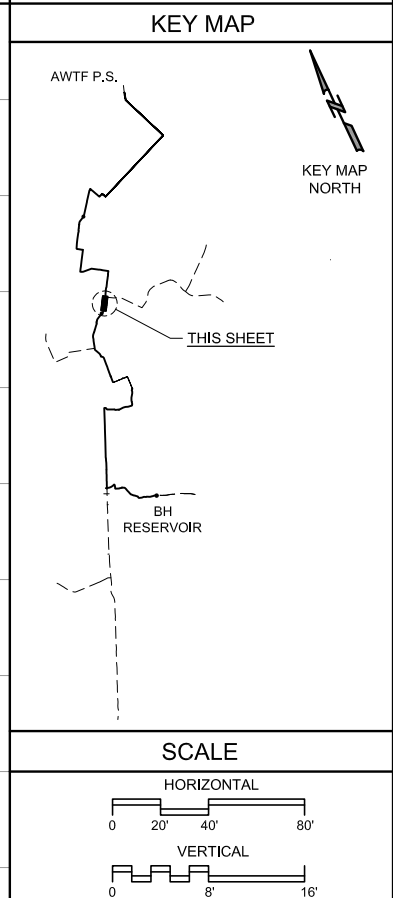 KEY MAP
AWTF P.S.
KEY MAP
NORTH
THIS SHEET
BH
RESERVOIR
SCALE
HORIZONTAL
0 20' 40' 80'
VERTICAL
0 8' 16'